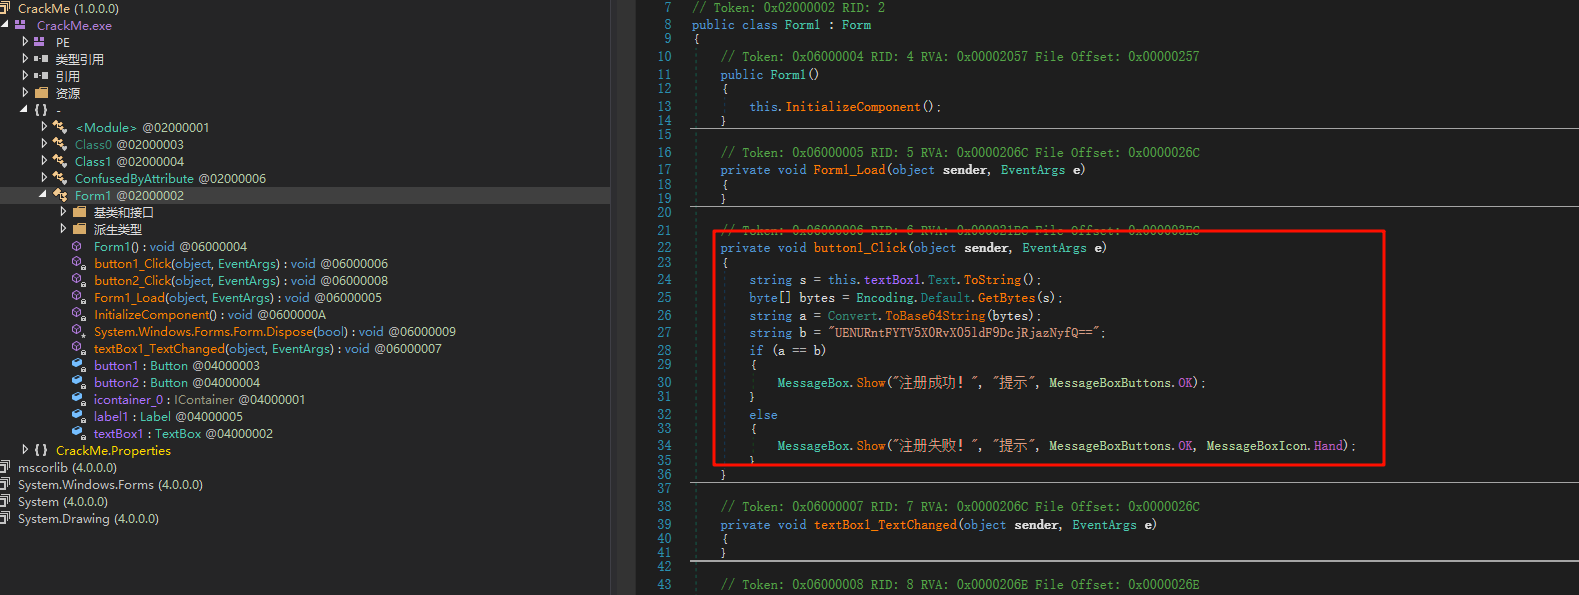 CrackMe (1.0.0.0)
CrackMe.exe
PE
类型引用
引用
资源
{ } -
<Module> @02000001
Class0 @02000003
Class1 @02000004
ConfusedByAttribute @02000006
Form1 @02000002
基类和接口
派生类型
Form1() : void @06000004
button1_Click(object, EventArgs) : void @06000006
button2_Click(object, EventArgs) : void @06000008
Form1_Load(object, EventArgs) : void @06000005
InitializeComponent() : void @0600000A
System.Windows.Forms.Form.Dispose(bool) : void @06000009
textBox1_TextChanged(object, EventArgs) : void @06000007
button1 : Button @04000003
button2 : Button @04000004
icontainer_0 : IContainer @04000001
label1 : Label @04000005
textBox1 : TextBox @04000002
{ } CrackMe.Properties
mscorlib (4.0.0.0)
System.Windows.Forms (4.0.0.0)
System (4.0.0.0)
System.Drawing (4.0.0.0)
7 // Token: 0x02000002 RID: 2
8 public class Form1 : Form
9 {
10 // Token: 0x06000004 RID: 4 RVA: 0x00002057 File Offset: 0x00000257
11 public Form1()
12 {
13 this.InitializeComponent();
14 }
15
16 // Token: 0x06000005 RID: 5 RVA: 0x0000206C File Offset: 0x0000026C
17 private void Form1_Load(object sender, EventArgs e)
18 {
19 }
20
21 // Token: 0x06000006 RID: 6 RVA: 0x000021EC File Offset: 0x000003EC
22 private void button1_Click(object sender, EventArgs e)
23 {
24 string s = this.textBox1.Text.ToString();
25 byte[] bytes = Encoding.Default.GetBytes(s);
26 string a = Convert.ToBase64String(bytes);
27 string b = "UENURntFYTV5X0RvX05ldF9DcjRjazNyfQ==";
28 if (a == b)
29 {
30 MessageBox.Show("注册成功！", "提示", MessageBoxButtons.OK);
31 }
32 else
33 {
34 MessageBox.Show("注册失败！", "提示", MessageBoxButtons.OK, MessageBoxIcon.Hand);
35 }
36 }
37
38 // Token: 0x06000007 RID: 7 RVA: 0x0000206C File Offset: 0x0000026C
39 private void textBox1_TextChanged(object sender, EventArgs e)
40 {
41 }
42
43 // Token: 0x06000008 RID: 8 RVA: 0x0000206E File Offset: 0x0000026E